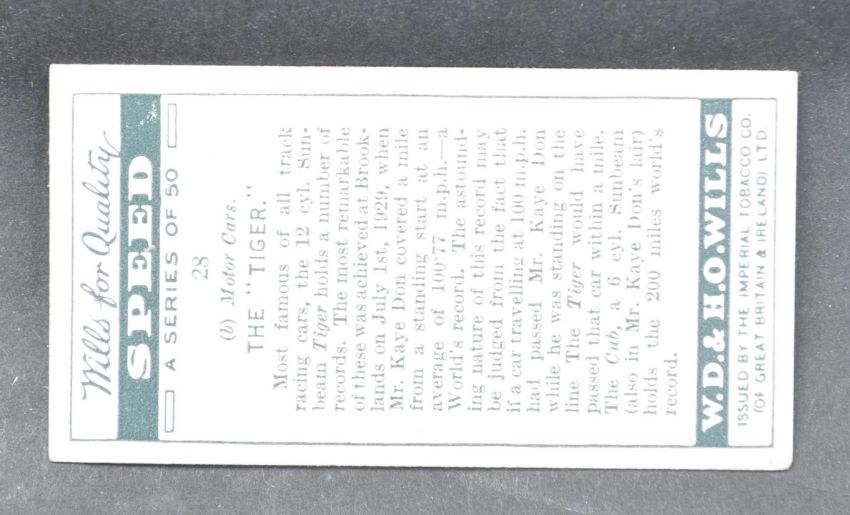 Wills for Quality
SPEED
A SERIES OF 50
28
(b) Motor Cars.
THE "TIGER."
Most famous of all track
racing cars, the 12 cyl. Sun-
beam Tiger holds a number of
records. The most remarkable
of these was achieved at Brook-
lands on July 1st, 1929, when
Mr. Kaye Don covered a mile
from a standing start at an
average of 100·77 m.p.h.—a
World's record. The astound-
ing nature of this record may
be judged from the fact that
if a car travelling at 100 m.p.h.
had passed Mr. Kaye Don
while he was standing on the
line The Tiger would have
passed that car within a mile.
The Cub, a 6 cyl. Sunbeam
(also in Mr. Kaye Don's lair)
holds the 200 miles world's
record.
W.D. & H.O. WILLS
ISSUED BY THE IMPERIAL TOBACCO CO.
(OF GREAT BRITAIN & IRELAND) LTD.